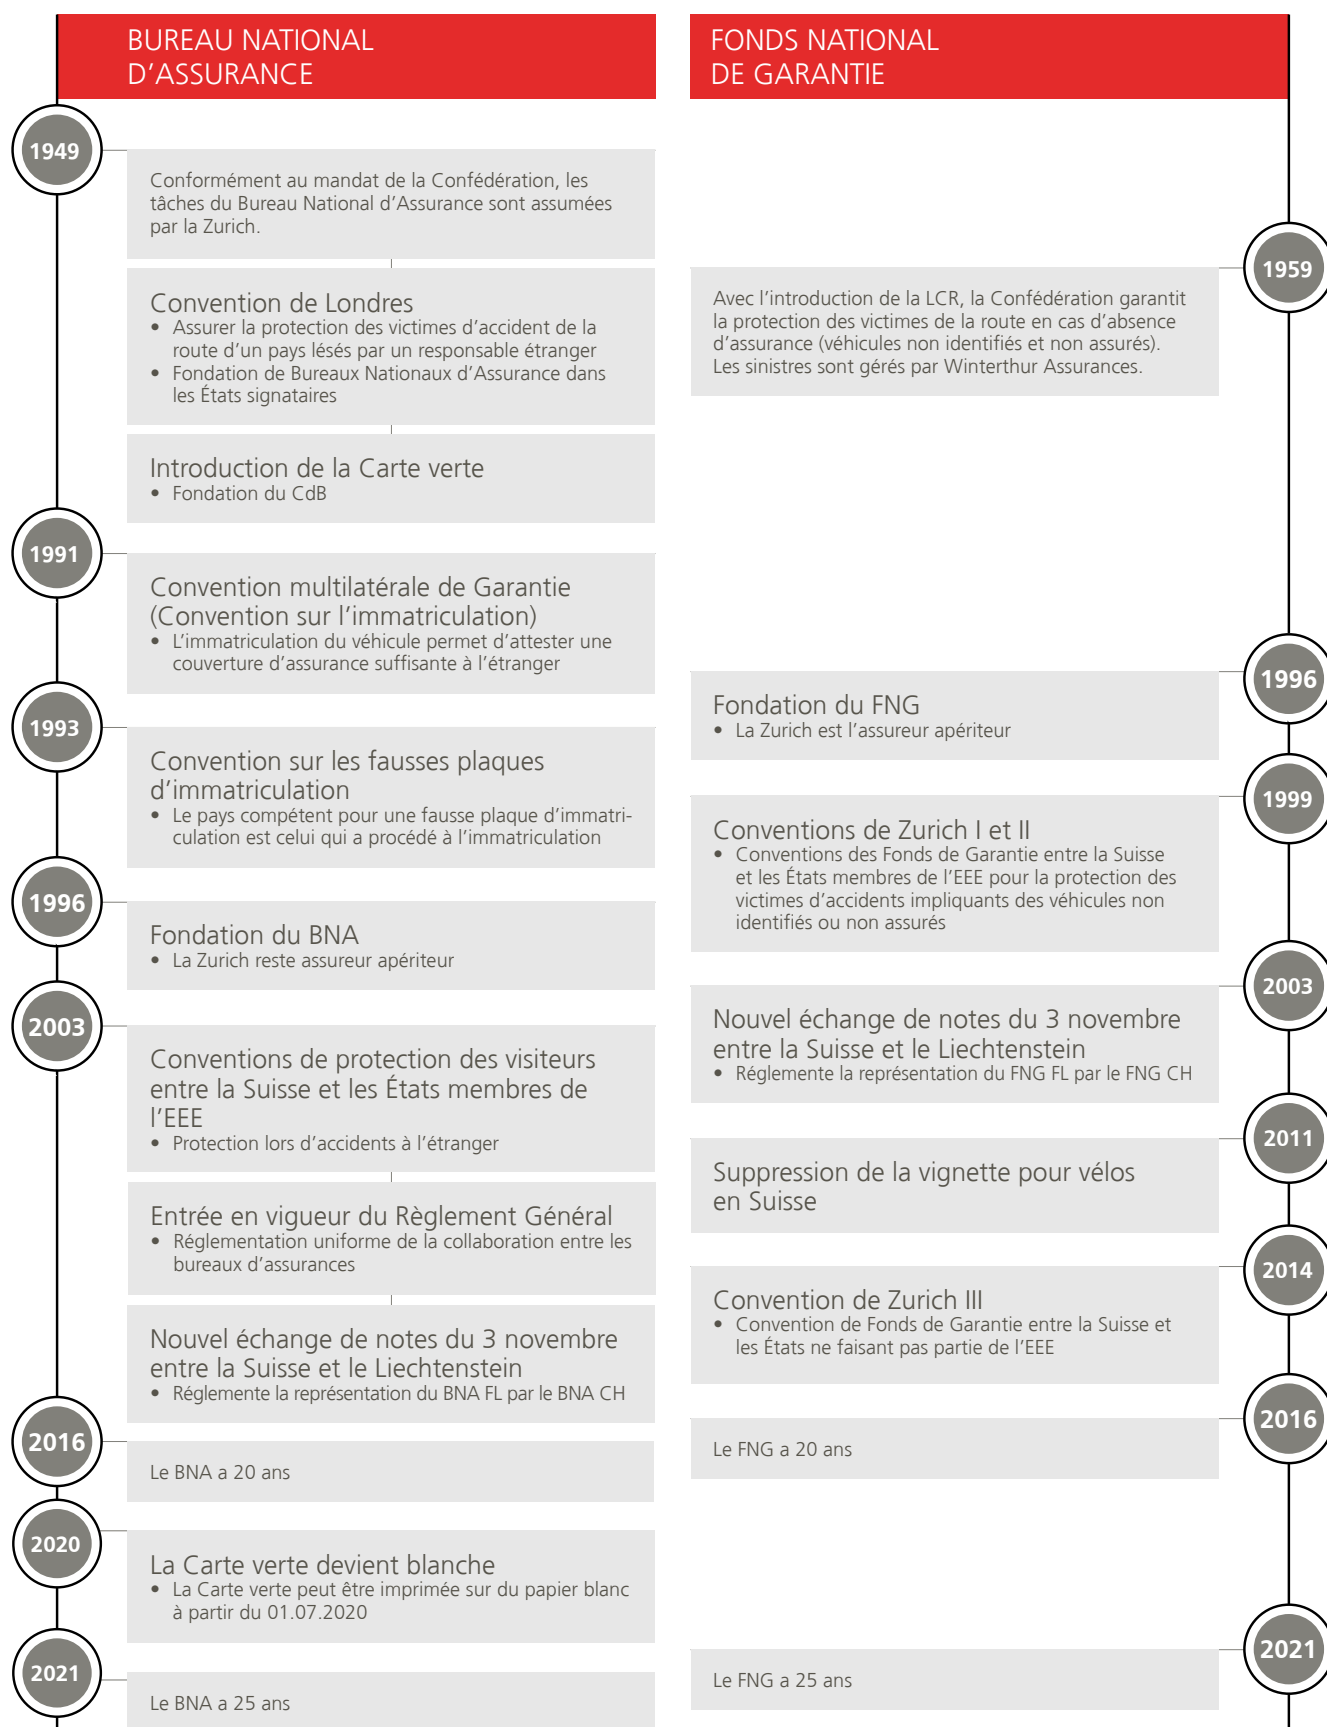 BUREAU NATIONAL
D’ASSURANCE
1949
Conformément au mandat de la Confédération, les
tâches du Bureau National d’Assurance sont assumées
par la Zurich.
Convention de Londres
• Assurer la protection des victimes d’accident de la
route d’un pays lésés par un responsable étranger
• Fondation de Bureaux Nationaux d’Assurance dans
les États signataires
Introduction de la Carte verte
• Fondation du CdB
1991
Convention multilatérale de Garantie
(Convention sur l’immatriculation)
• L’immatriculation du véhicule permet d’attester une
couverture d’assurance suffisante à l’étranger
1993
Convention sur les fausses plaques
d’immatriculation
• Le pays compétent pour une fausse plaque d’immatri-
culation est celui qui a procédé à l’immatriculation
1996
Fondation du BNA
• La Zurich reste assureur apériteur
2003
Conventions de protection des visiteurs
entre la Suisse et les États membres de
l’EEE
• Protection lors d’accidents à l’étranger
Entrée en vigueur du Règlement Général
• Réglementation uniforme de la collaboration entre les
bureaux d’assurances
Nouvel échange de notes du 3 novembre
entre la Suisse et le Liechtenstein
• Réglemente la représentation du BNA FL par le BNA CH
2016
Le BNA a 20 ans
2020
La Carte verte devient blanche
• La Carte verte peut être imprimée sur du papier blanc
à partir du 01.07.2020
2021
Le BNA a 25 ans
FONDS NATIONAL
DE GARANTIE
1959
Avec l’introduction de la LCR, la Confédération garantit
la protection des victimes de la route en cas d’absence
d’assurance (véhicules non identifiés et non assurés).
Les sinistres sont gérés par Winterthur Assurances.
1996
Fondation du FNG
• La Zurich est l’assureur apériteur
1999
Conventions de Zurich I et II
• Conventions des Fonds de Garantie entre la Suisse
et les États membres de l’EEE pour la protection des
victimes d’accidents impliquants des véhicules non
identifiés ou non assurés
2003
Nouvel échange de notes du 3 novembre
entre la Suisse et le Liechtenstein
• Réglemente la représentation du FNG FL par le FNG CH
2011
Suppression de la vignette pour vélos
en Suisse
2014
Convention de Zurich III
• Convention de Fonds de Garantie entre la Suisse et
les États ne faisant pas partie de l’EEE
2016
Le FNG a 20 ans
2021
Le FNG a 25 ans